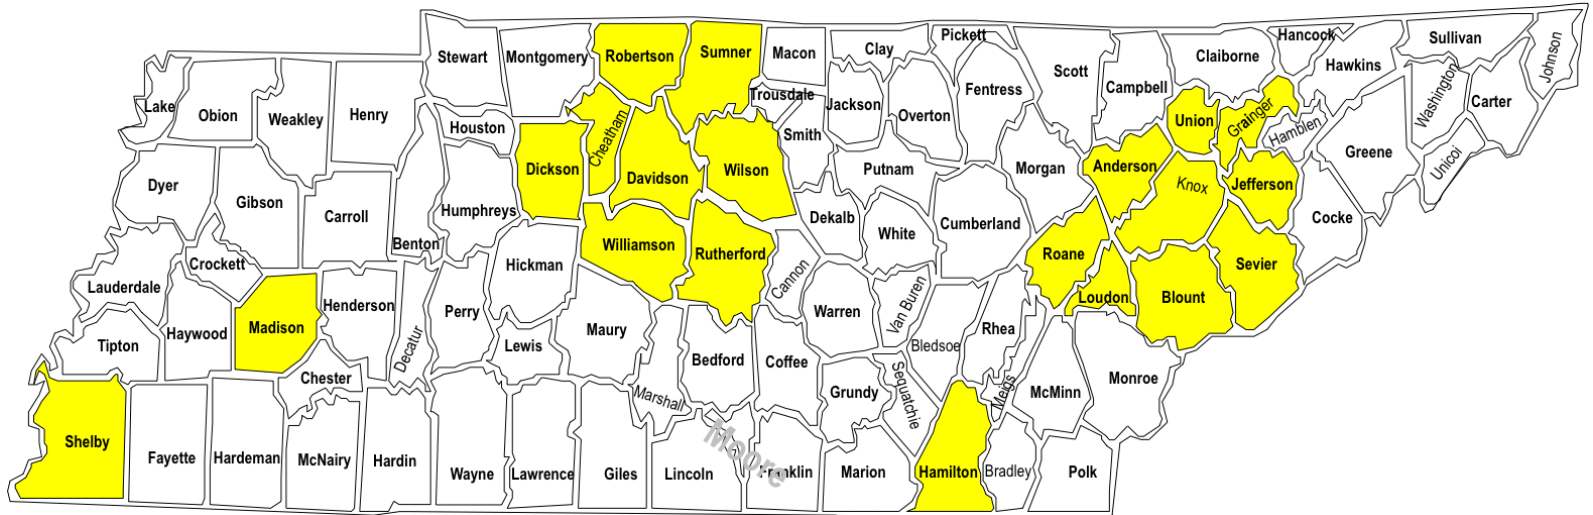 Stewart
Montgomery
Robertson
Sumner
Macon
Clay
Pickett
Scott
Campbell
Claiborne
Hancock
Hawkins
Sullivan
Johnson
Lake
Obion
Weakley
Henry
Houston
Dickson
Cheatham
Davidson
Wilson
Trousdale
Smith
Jackson
Overton
Fentress
Morgan
Anderson
Union
Grainger
Hamblen
Greene
Washington
Carter
Unicoi
Dyer
Gibson
Carroll
Benton
Humphreys
Williamson
Rutherford
Dekalb
Putnam
White
Cumberland
Roane
Knox
Jefferson
Cocke
Lauderdale
Crockett
Madison
Henderson
Decatur
Perry
Hickman
Maury
Cannon
Warren
Van Buren
Bledsoe
Rhea
Loudon
Blount
Sevier
Tipton
Haywood
Chester
Lewis
Marshall
Bedford
Coffee
Grundy
Sequatchie
Meigs
McMinn
Monroe
Shelby
Fayette
Hardeman
McNairy
Hardin
Wayne
Lawrence
Giles
Lincoln
Moore
Franklin
Marion
Hamilton
Bradley
Polk